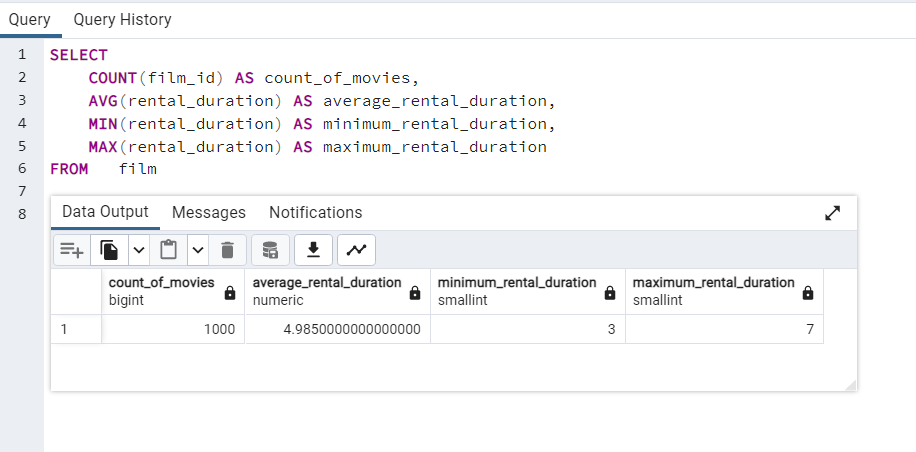 Query Query History
1 SELECT
2 COUNT(film_id) AS count_of_movies,
3 AVG(rental_duration) AS average_rental_duration,
4 MIN(rental_duration) AS minimum_rental_duration,
5 MAX(rental_duration) AS maximum_rental_duration
6 FROM film
7
8
Data Output Messages Notifications
count_of_movies average_rental_duration minimum_rental_duration maximum_rental_duration
bigint numeric smallint smallint
1 1000 4.9850000000000000 3 7